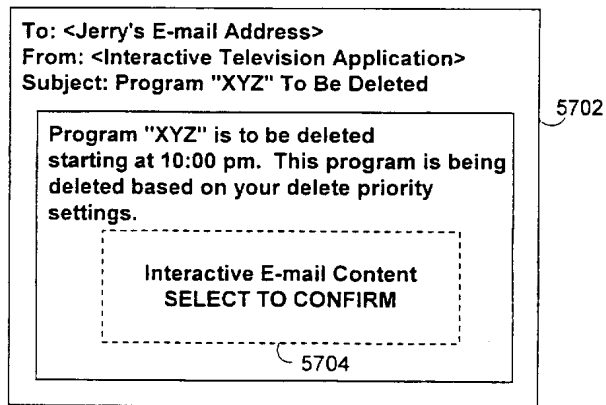 To: <Jerry's E-mail Address>
From: <Interactive Television Application>
Subject: Program "XYZ" To Be Deleted
5702
Program "XYZ" is to be deleted
starting at 10:00 pm. This program is being
deleted based on your delete priority
settings.
Interactive E-mail Content
SELECT TO CONFIRM
5704